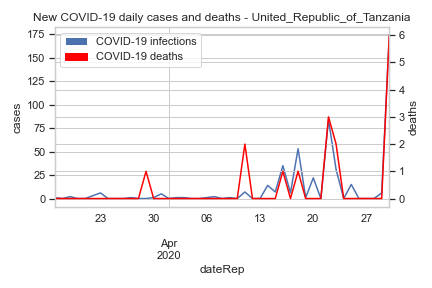 New COVID-19 daily cases and deaths - United_Republic_of_Tanzania
COVID-19 infections
COVID-19 deaths
175
150
125
100
75
50
25
0
cases
6
5
4
3
2
1
0
deaths
23 30 06 13 20 27
Apr
2020
dateRep